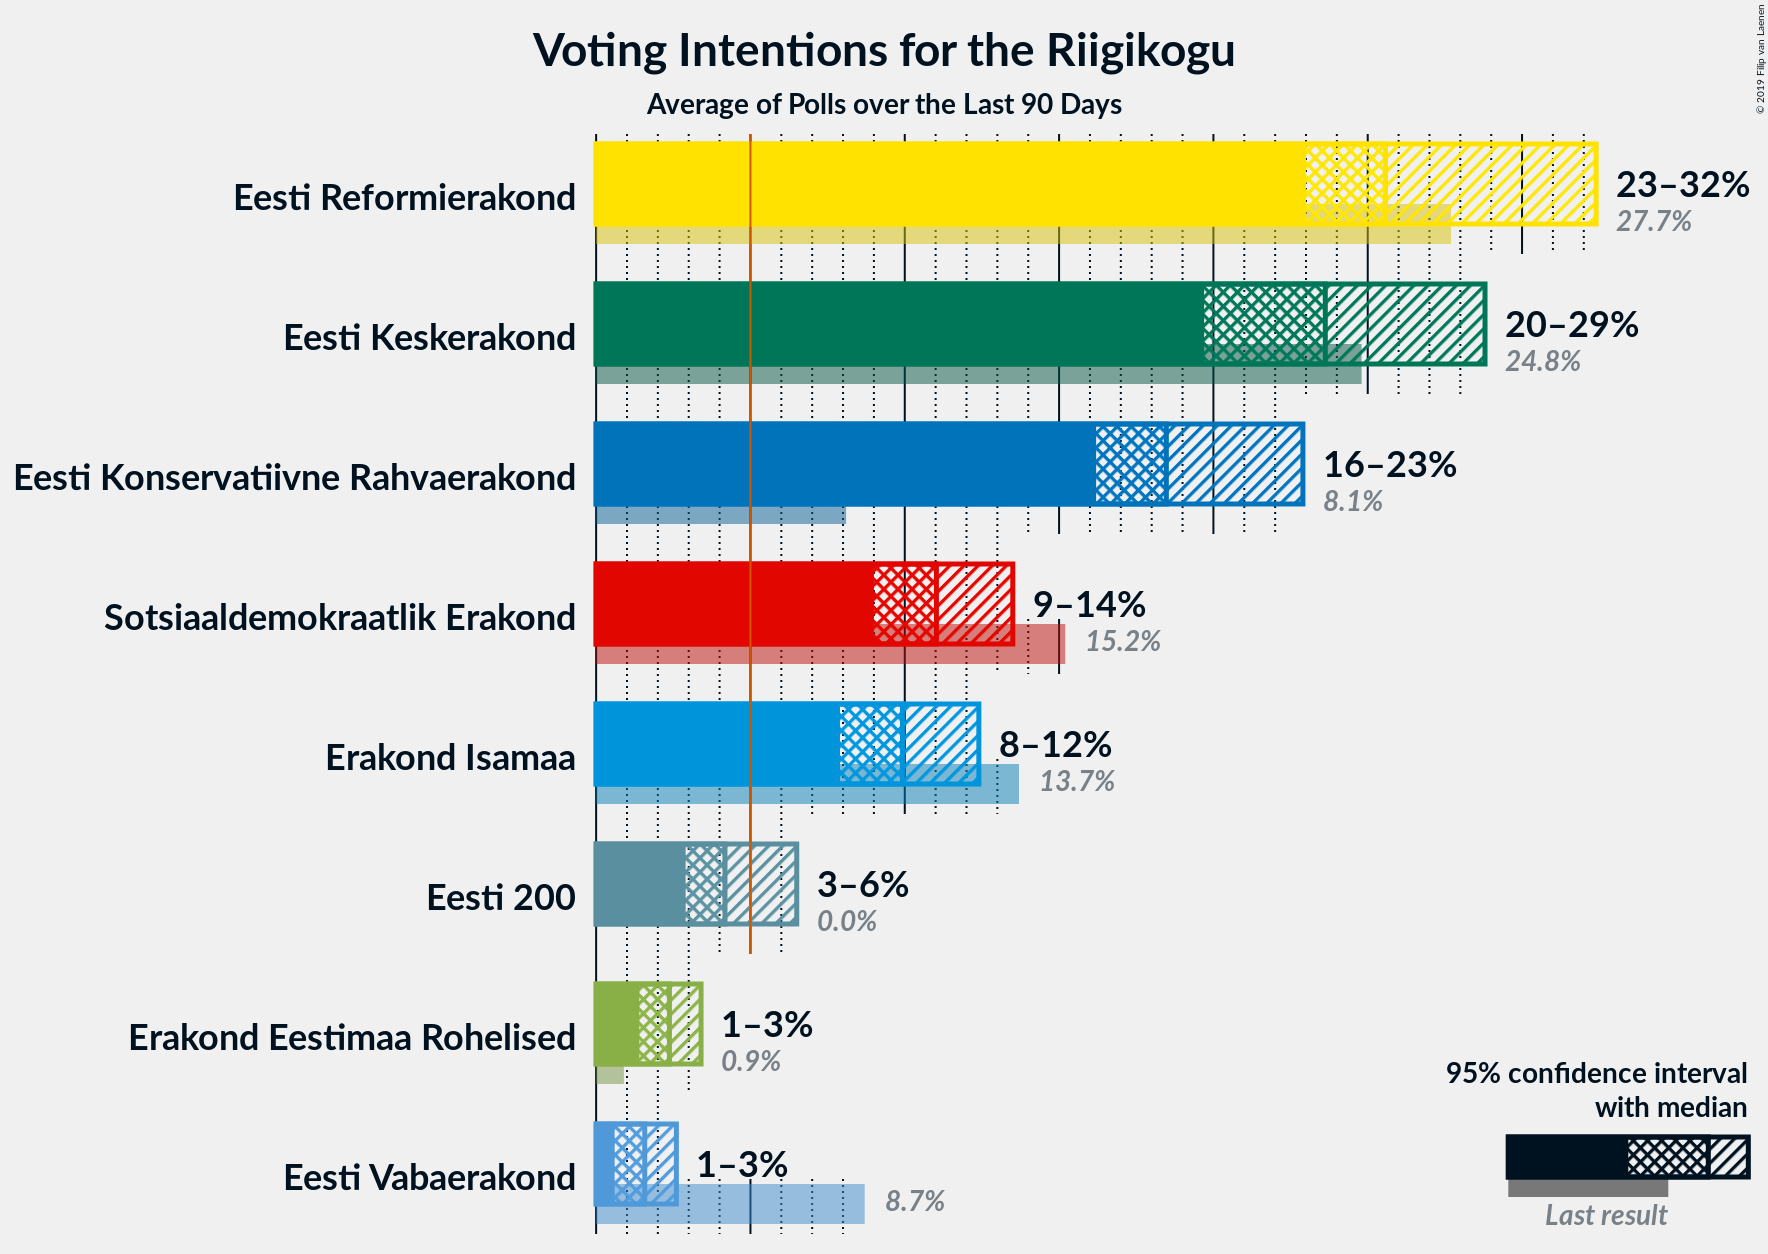 Voting Intentions for the Riigikogu
Average of Polls over the Last 90 Days
© 2019 Filip van Laenen
Eesti Reformierakond
23–32%
27.7%
Eesti Keskerakond
20–29%
24.8%
Eesti Konservatiivne Rahvaerakond
16–23%
8.1%
Sotsiaaldemokraatlik Erakond
9–14%
15.2%
Erakond Isamaa
8–12%
13.7%
Eesti 200
3–6%
0.0%
Erakond Eestimaa Rohelised
1–3%
0.9%
Eesti Vabaerakond
1–3%
8.7%
95% confidence interval
with median
Last result